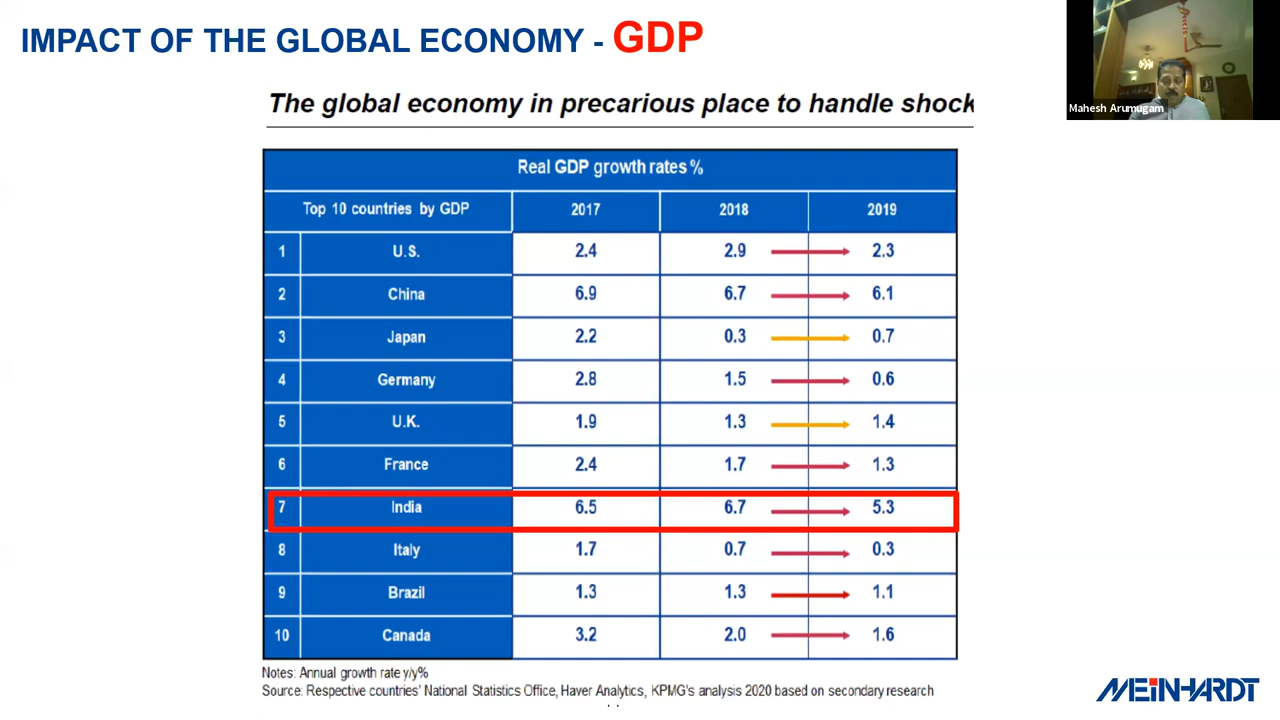 IMPACT OF THE GLOBAL ECONOMY - GDP
Mahesh Arumugam
The global economy in precarious place to handle shock
Real GDP growth rates %
Top 10 countries by GDP 2017 2018 2019
1 U.S. 2.4 2.9 2.3
2 China 6.9 6.7 6.1
3 Japan 2.2 0.3 0.7
4 Germany 2.8 1.5 0.6
5 U.K. 1.9 1.3 1.4
6 France 2.4 1.7 1.3
7 India 6.5 6.7 5.3
8 Italy 1.7 0.7 0.3
9 Brazil 1.3 1.3 1.1
10 Canada 3.2 2.0 1.6
Notes: Annual growth rate y/y%
Source: Respective countries' National Statistics Office, Haver Analytics, KPMG's analysis 2020 based on secondary research
MEINHARDT